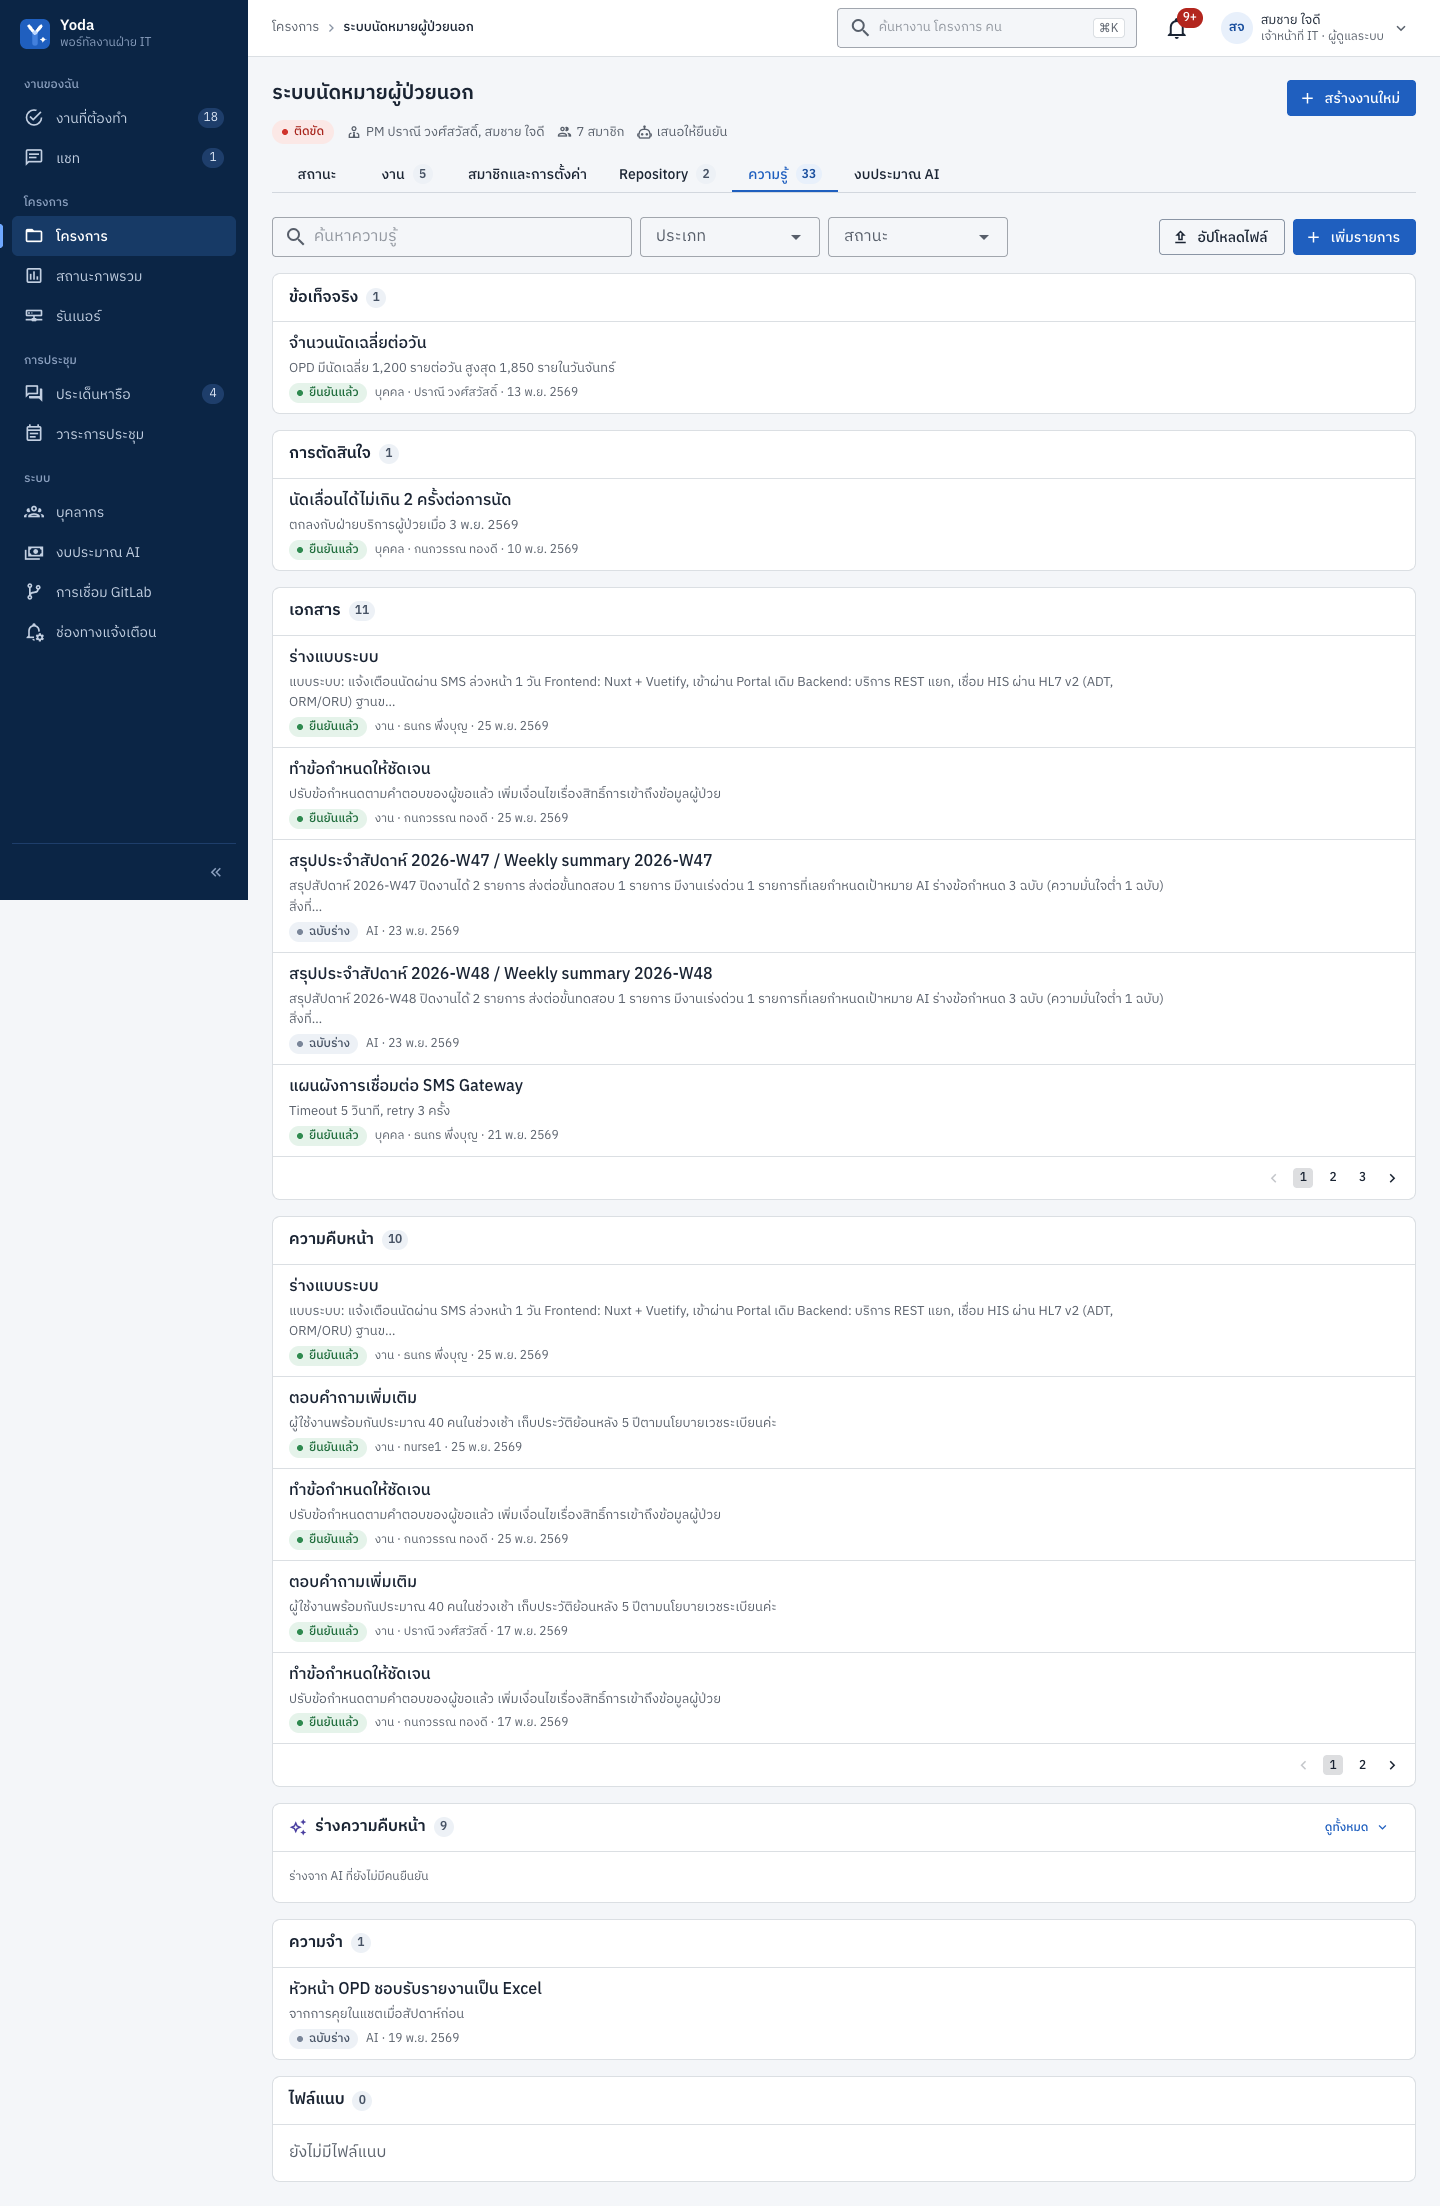 Yoda
พอร์ทัลงานฝ่าย IT
งานของฉัน
งานที่ต้องทำ 18
แชท 1
โครงการ
โครงการ
สถานะภาพรวม
รันเนอร์
การประชุม
ประเด็นหารือ 4
วาระการประชุม
ระบบ
บุคลากร
งบประมาณ AI
การเชื่อม GitLab
ช่องทางแจ้งเตือน
โครงการ > ระบบนัดหมายผู้ป่วยนอก
ค้นหางาน โครงการ คน ⌘K
9+
สจ
สมชาย ใจดี
เจ้าหน้าที่ IT · ผู้ดูแลระบบ
ระบบนัดหมายผู้ป่วยนอก
+ สร้างงานใหม่
ติดขัด PM ปราณี วงศ์สวัสดิ์, สมชาย ใจดี 7 สมาชิก เสนอให้ยืนยัน
สถานะ งาน 5 สมาชิกและการตั้งค่า Repository 2 ความรู้ 33 งบประมาณ AI
ค้นหาความรู้ ประเภท สถานะ อัปโหลดไฟล์ + เพิ่มรายการ
ข้อเท็จจริง 1
จำนวนนัดเฉลี่ยต่อวัน
OPD มีนัดเฉลี่ย 1,200 รายต่อวัน สูงสุด 1,850 รายในวันจันทร์
ยืนยันแล้ว บุคคล · ปราณี วงศ์สวัสดิ์ · 13 พ.ย. 2569
การตัดสินใจ 1
นัดเลื่อนได้ไม่เกิน 2 ครั้งต่อการนัด
ตกลงกับฝ่ายบริการผู้ป่วยเมื่อ 3 พ.ย. 2569
ยืนยันแล้ว บุคคล · กนกวรรณ ทองดี · 10 พ.ย. 2569
เอกสาร 11
ร่างแบบระบบ
แบบระบบ: แจ้งเตือนนัดผ่าน SMS ล่วงหน้า 1 วัน Frontend: Nuxt + Vuetify, เข้าผ่าน Portal เดิม Backend: บริการ REST แยก, เชื่อม HIS ผ่าน HL7 v2 (ADT,
ORM/ORU) ฐานข…
ยืนยันแล้ว งาน · ธนกร พึ่งบุญ · 25 พ.ย. 2569
ทำข้อกำหนดให้ชัดเจน
ปรับข้อกำหนดตามคำตอบของผู้ขอแล้ว เพิ่มเงื่อนไขเรื่องสิทธิ์การเข้าถึงข้อมูลผู้ป่วย
ยืนยันแล้ว งาน · กนกวรรณ ทองดี · 25 พ.ย. 2569
สรุปประจำสัปดาห์ 2026-W47 / Weekly summary 2026-W47
สรุปสัปดาห์ 2026-W47 ปิดงานได้ 2 รายการ ส่งต่อขั้นทดสอบ 1 รายการ มีงานเร่งด่วน 1 รายการที่เลยกำหนดเป้าหมาย AI ร่างข้อกำหนด 3 ฉบับ (ความมั่นใจต่ำ 1 ฉบับ)
สิ่งที่…
ฉบับร่าง AI · 23 พ.ย. 2569
สรุปประจำสัปดาห์ 2026-W48 / Weekly summary 2026-W48
สรุปสัปดาห์ 2026-W48 ปิดงานได้ 2 รายการ ส่งต่อขั้นทดสอบ 1 รายการ มีงานเร่งด่วน 1 รายการที่เลยกำหนดเป้าหมาย AI ร่างข้อกำหนด 3 ฉบับ (ความมั่นใจต่ำ 1 ฉบับ)
สิ่งที่…
ฉบับร่าง AI · 23 พ.ย. 2569
แผนผังการเชื่อมต่อ SMS Gateway
Timeout 5 วินาที, retry 3 ครั้ง
ยืนยันแล้ว บุคคล · ธนกร พึ่งบุญ · 21 พ.ย. 2569
1 2 3
ความคืบหน้า 10
ร่างแบบระบบ
แบบระบบ: แจ้งเตือนนัดผ่าน SMS ล่วงหน้า 1 วัน Frontend: Nuxt + Vuetify, เข้าผ่าน Portal เดิม Backend: บริการ REST แยก, เชื่อม HIS ผ่าน HL7 v2 (ADT,
ORM/ORU) ฐานข…
ยืนยันแล้ว งาน · ธนกร พึ่งบุญ · 25 พ.ย. 2569
ตอบคำถามเพิ่มเติม
ผู้ใช้งานพร้อมกันประมาณ 40 คนในช่วงเช้า เก็บประวัติย้อนหลัง 5 ปีตามนโยบายเวชระเบียนค่ะ
ยืนยันแล้ว งาน · nurse1 · 25 พ.ย. 2569
ทำข้อกำหนดให้ชัดเจน
ปรับข้อกำหนดตามคำตอบของผู้ขอแล้ว เพิ่มเงื่อนไขเรื่องสิทธิ์การเข้าถึงข้อมูลผู้ป่วย
ยืนยันแล้ว งาน · กนกวรรณ ทองดี · 25 พ.ย. 2569
ตอบคำถามเพิ่มเติม
ผู้ใช้งานพร้อมกันประมาณ 40 คนในช่วงเช้า เก็บประวัติย้อนหลัง 5 ปีตามนโยบายเวชระเบียนค่ะ
ยืนยันแล้ว งาน · ปราณี วงศ์สวัสดิ์ · 17 พ.ย. 2569
ทำข้อกำหนดให้ชัดเจน
ปรับข้อกำหนดตามคำตอบของผู้ขอแล้ว เพิ่มเงื่อนไขเรื่องสิทธิ์การเข้าถึงข้อมูลผู้ป่วย
ยืนยันแล้ว งาน · กนกวรรณ ทองดี · 17 พ.ย. 2569
1 2
ร่างความคืบหน้า 9 ดูทั้งหมด
ร่างจาก AI ที่ยังไม่มีคนยืนยัน
ความจำ 1
หัวหน้า OPD ชอบรับรายงานเป็น Excel
จากการคุยในแชตเมื่อสัปดาห์ก่อน
ฉบับร่าง AI · 19 พ.ย. 2569
ไฟล์แนบ 0
ยังไม่มีไฟล์แนบ